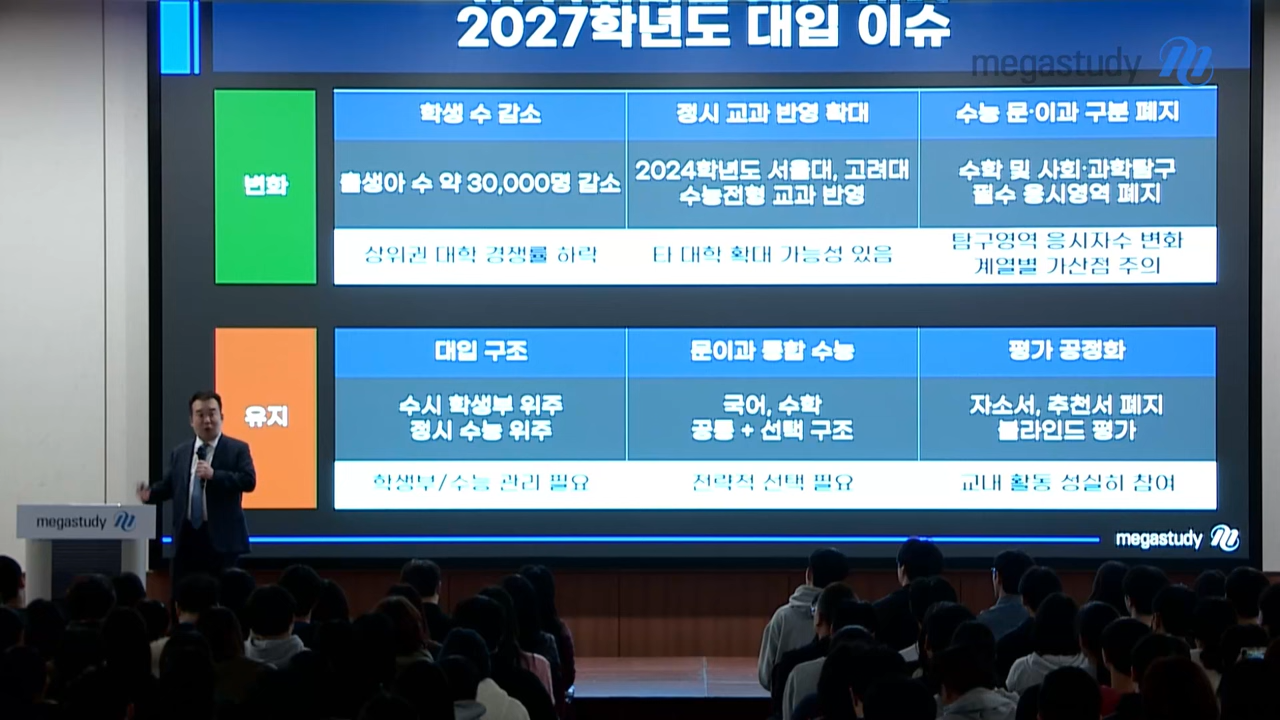 2027학년도 대입 이슈
megastudy
변화
학생 수 감소
정시 교과 반영 확대
수능 문·이과 구분 폐지
출생아 수 약 30,000명 감소
2024학년도 서울대, 고려대
수능전형 교과 반영
수학 및 사회·과학탐구
필수 응시영역 폐지
상위권 대학 경쟁률 하락
타 대학 확대 가능성 있음
탐구영역 응시자수 변화
계열별 가산점 주의
유지
대입 구조
문이과 통합 수능
평가 공정화
수시 학생부 위주
정시 수능 위주
국어, 수학
공통 + 선택 구조
자소서, 추천서 폐지
블라인드 평가
학생부/수능 관리 필요
전략적 선택 필요
교내 활동 성실히 참여
megastudy
megastudy